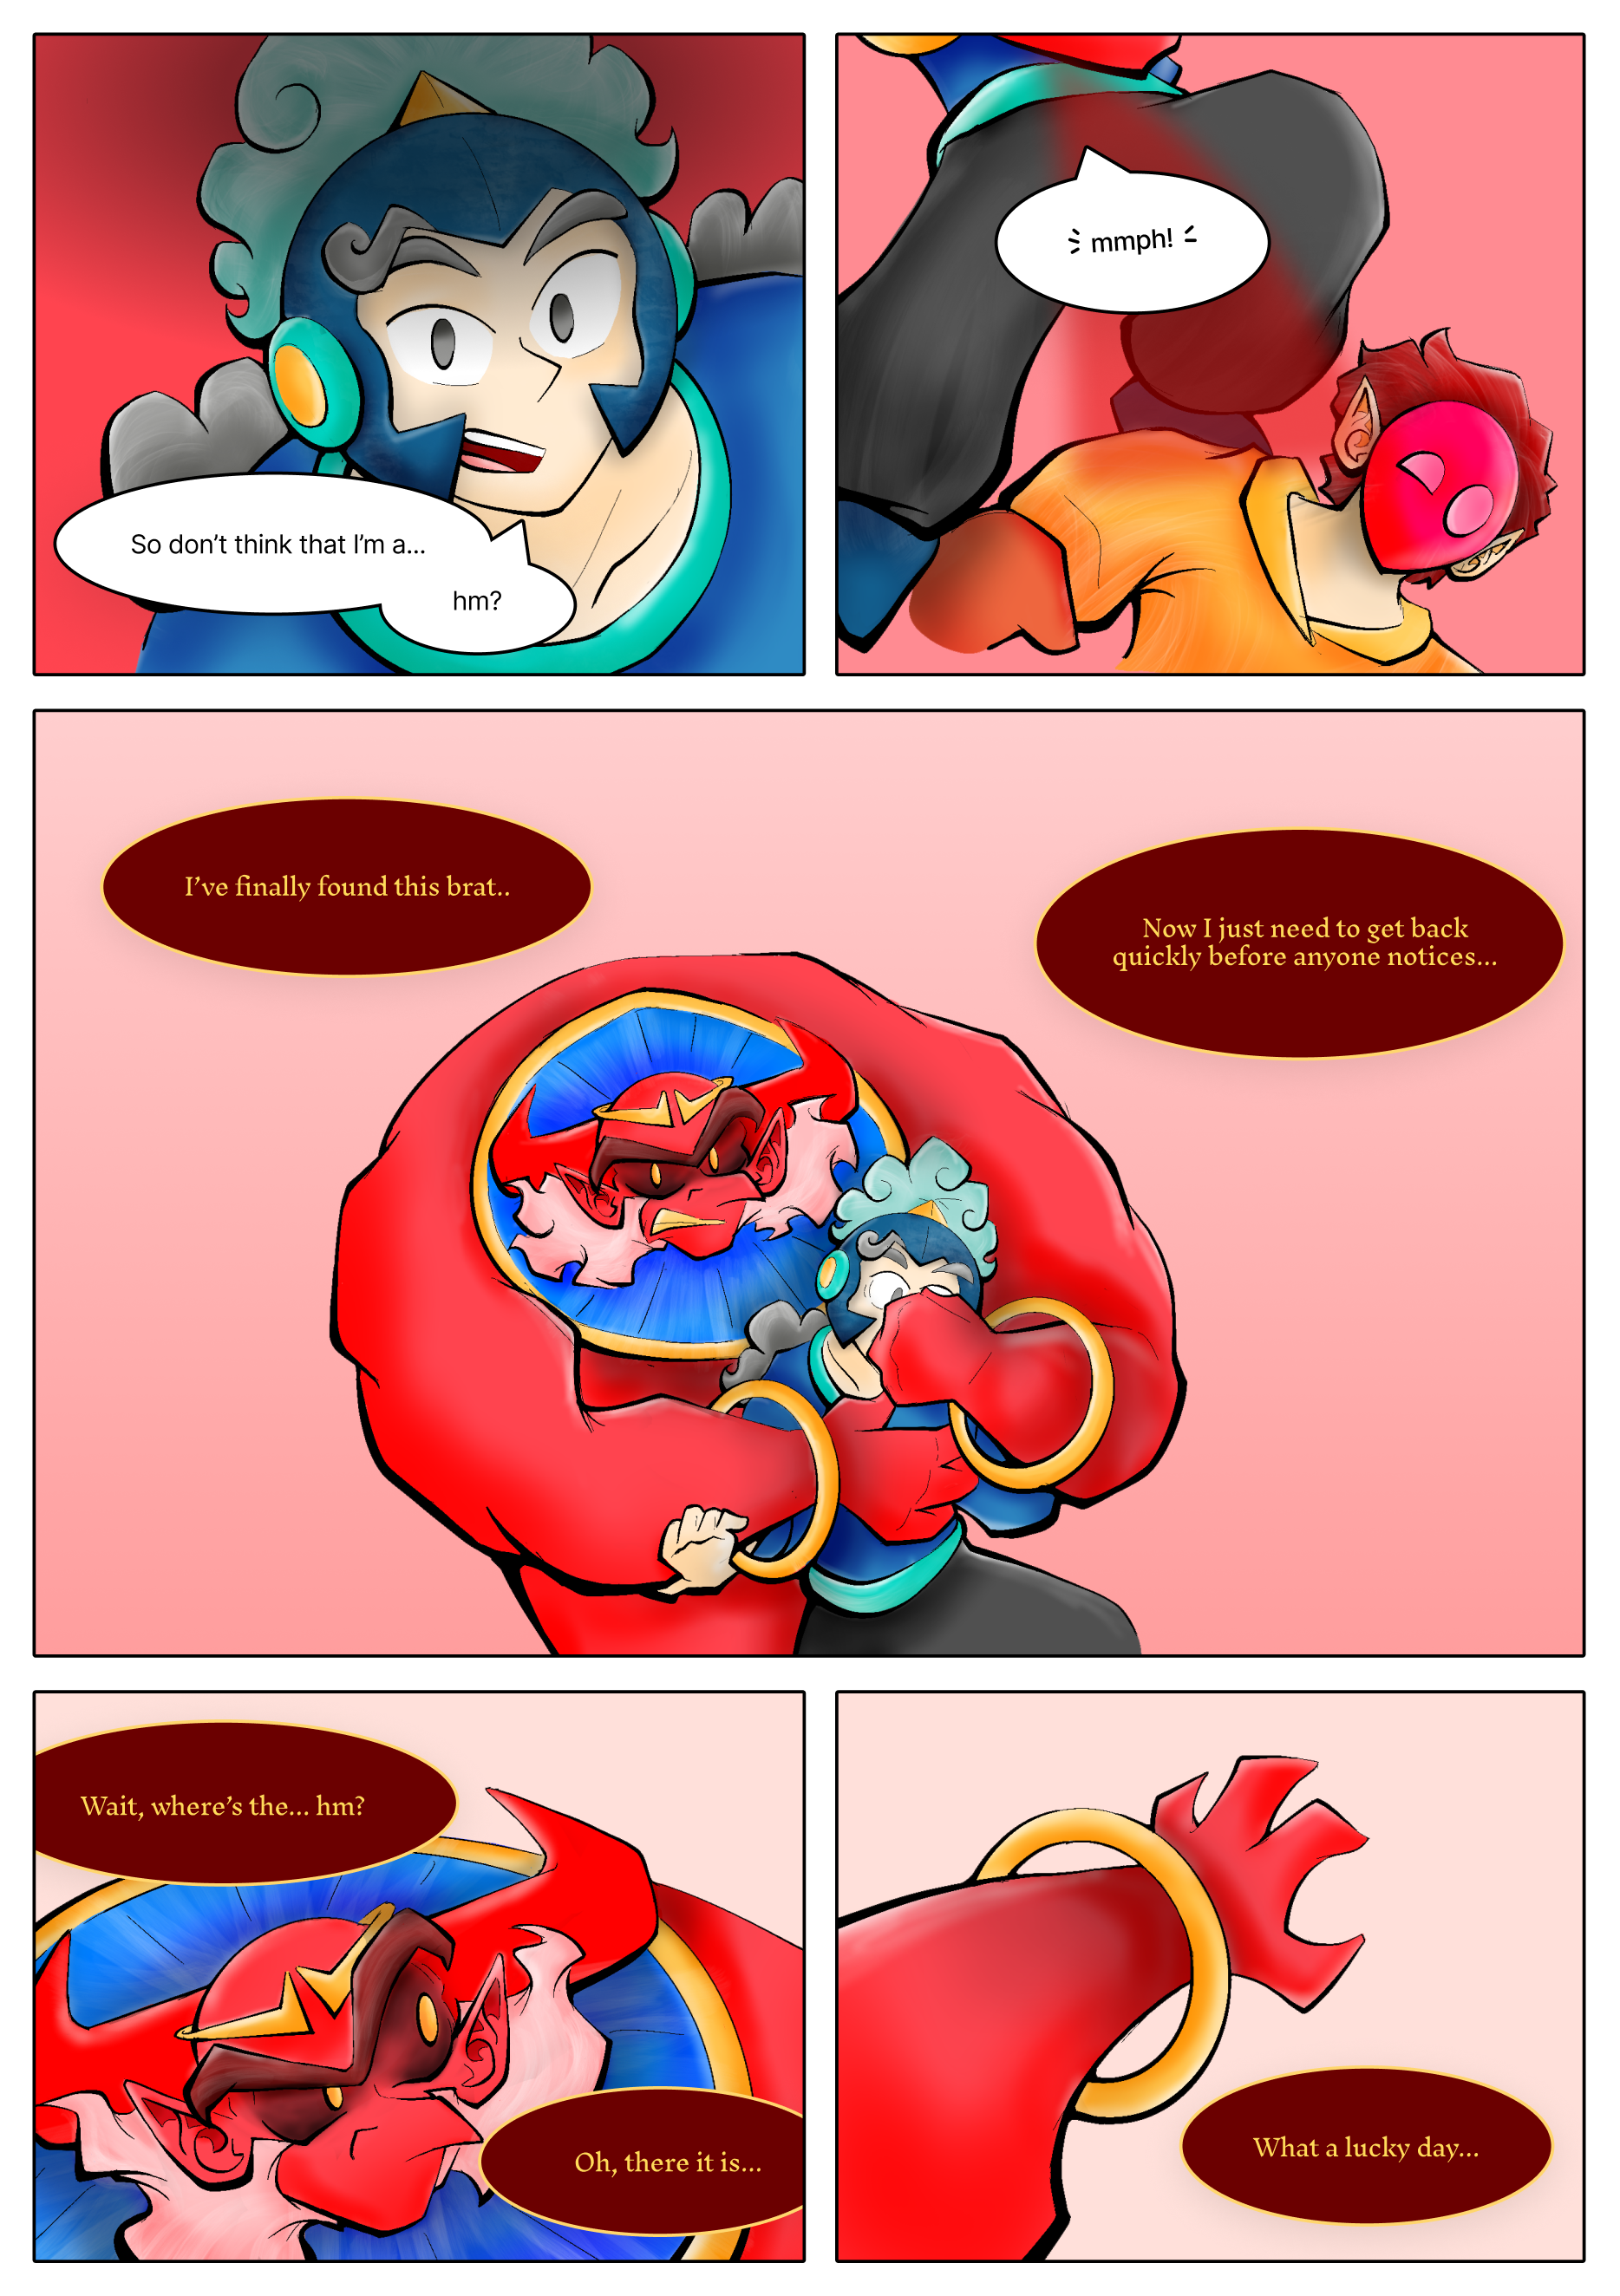 So don’t think that I’m a...
hm?
mmph!
I’ve finally found this brat..
Now I just need to get back
quickly before anyone notices...
Wait, where’s the... hm?
Oh, there it is...
What a lucky day...